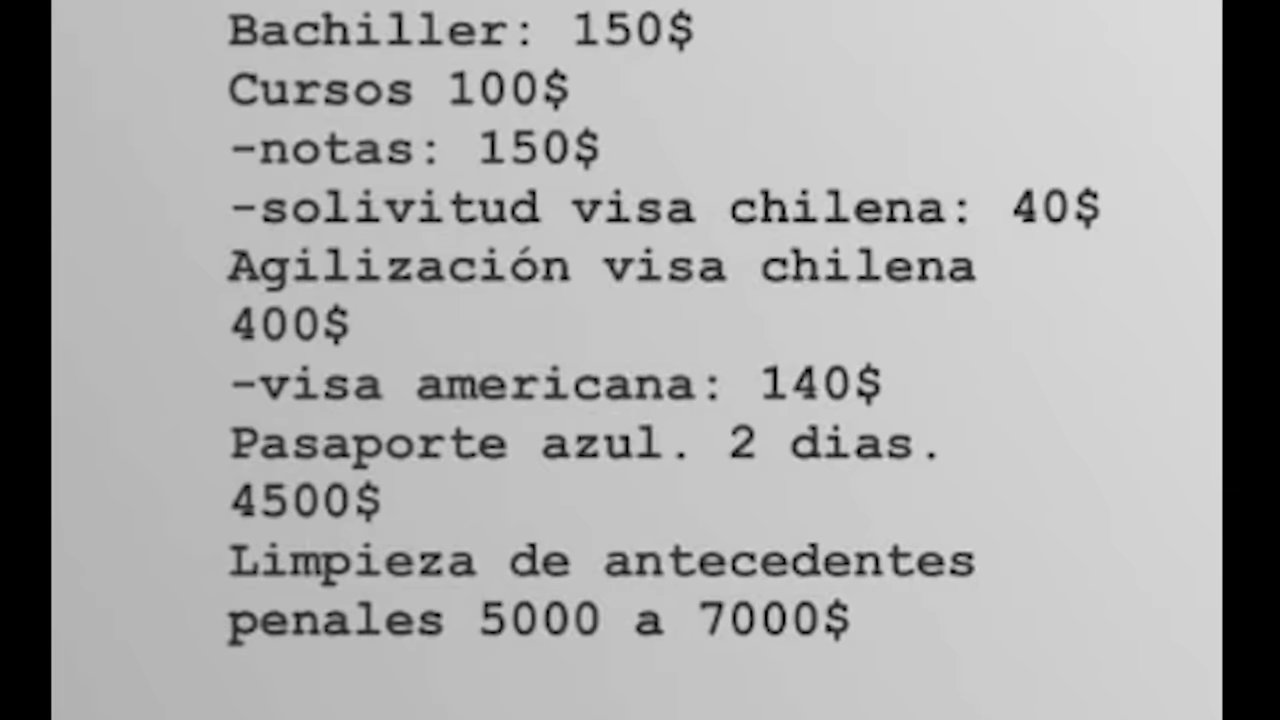 Bachiller: 150$
Cursos 100$
-notas: 150$
-solivitud visa chilena: 40$
Agilización visa chilena
400$
-visa americana: 140$
Pasaporte azul. 2 dias.
4500$
Limpieza de antecedentes
penales 5000 a 7000$